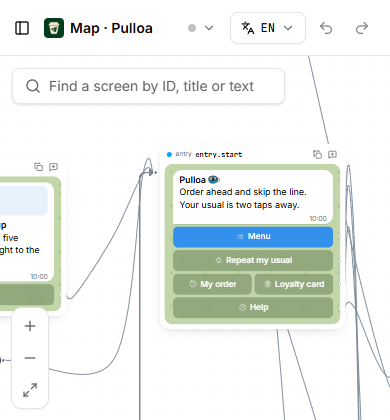 Map · Pulloa
EN
Find a screen by ID, title or text
entry entry.start
Pulloa
Order ahead and skip the line.
Your usual is two taps away.
10:00
Menu
Repeat my usual
My order
Loyalty card
Help
up
five
ght to the
10:00